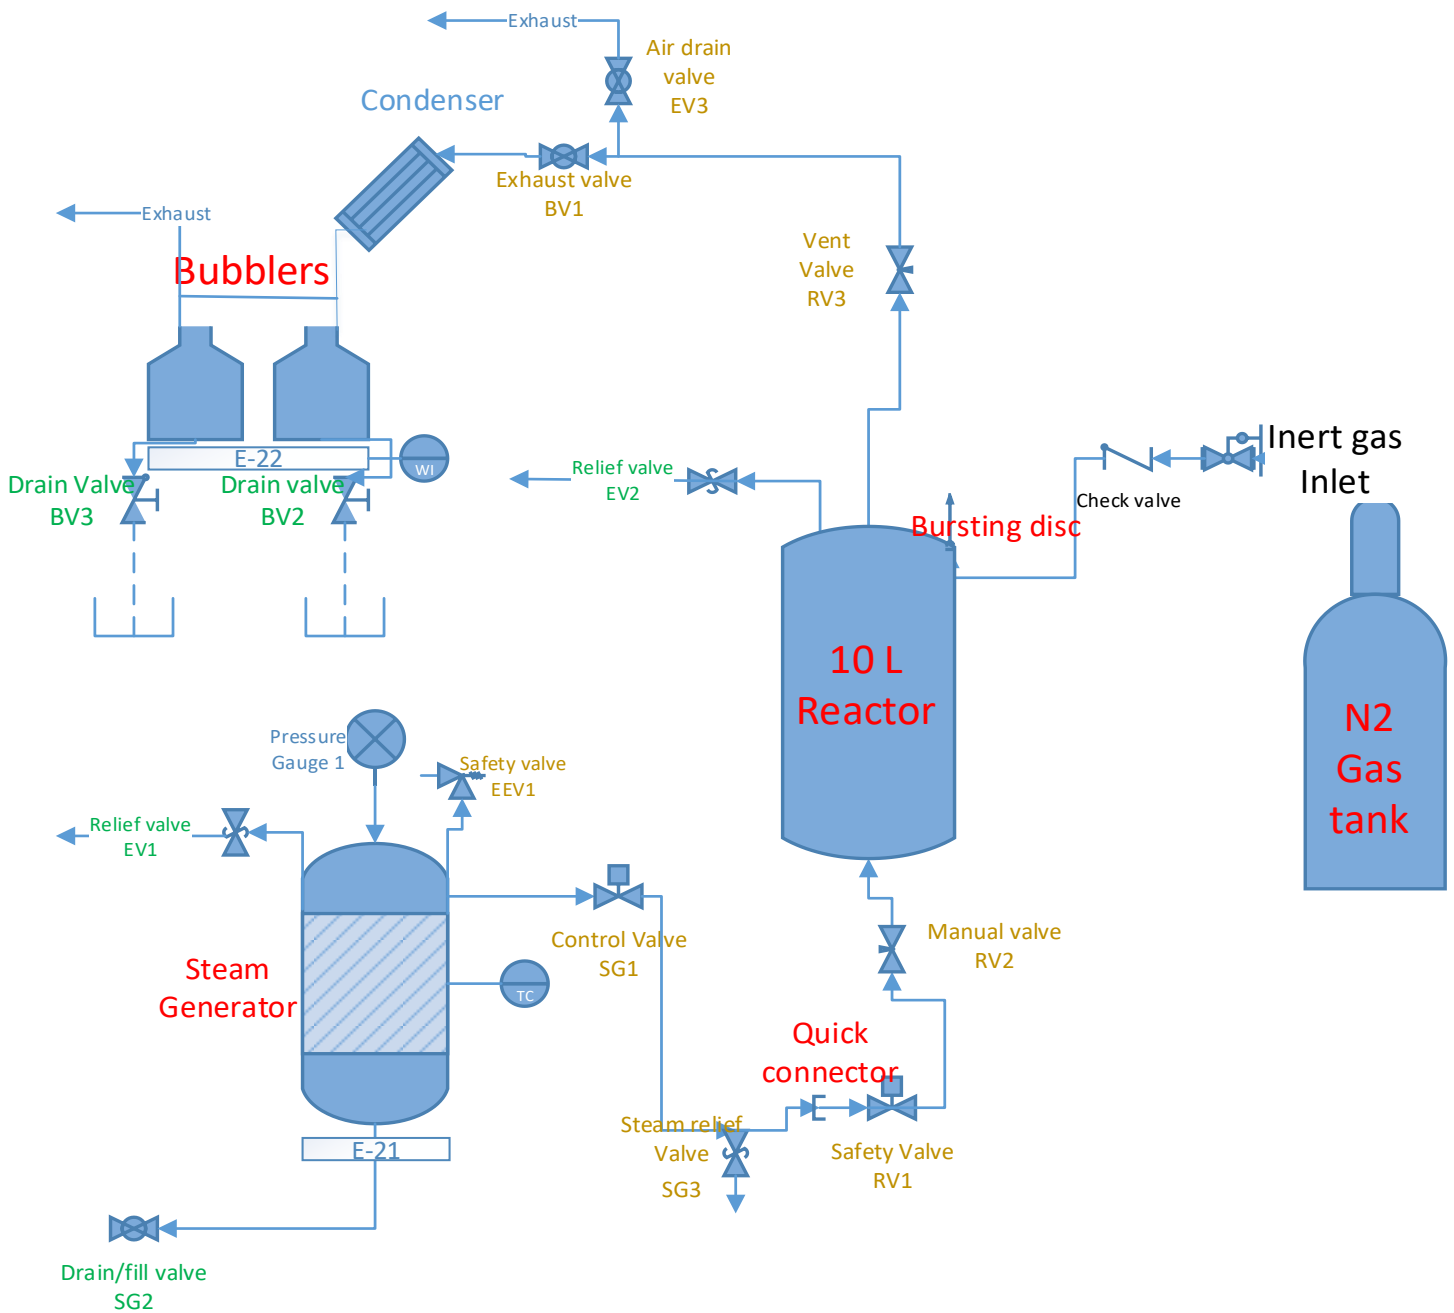 Exhaust
Air drain
valve
EV3
Condenser
Exhaust valve
BV1
Exhaust
Bubblers
Vent
Valve
RV3
Inert gas
Inlet
E-22
WI
Relief valve
EV2
Drain Valve
BV3
Drain valve
BV2
Check valve
Bursting disc
10 L
Reactor
N2
Gas
tank
Pressure
Gauge 1
Safety valve
EEV1
Relief valve
EV1
Control Valve
SG1
Manual valve
RV2
Steam
Generator
TC
Quick
connector
Steam relief
Valve
SG3
Safety Valve
RV1
E-21
Drain/fill valve
SG2